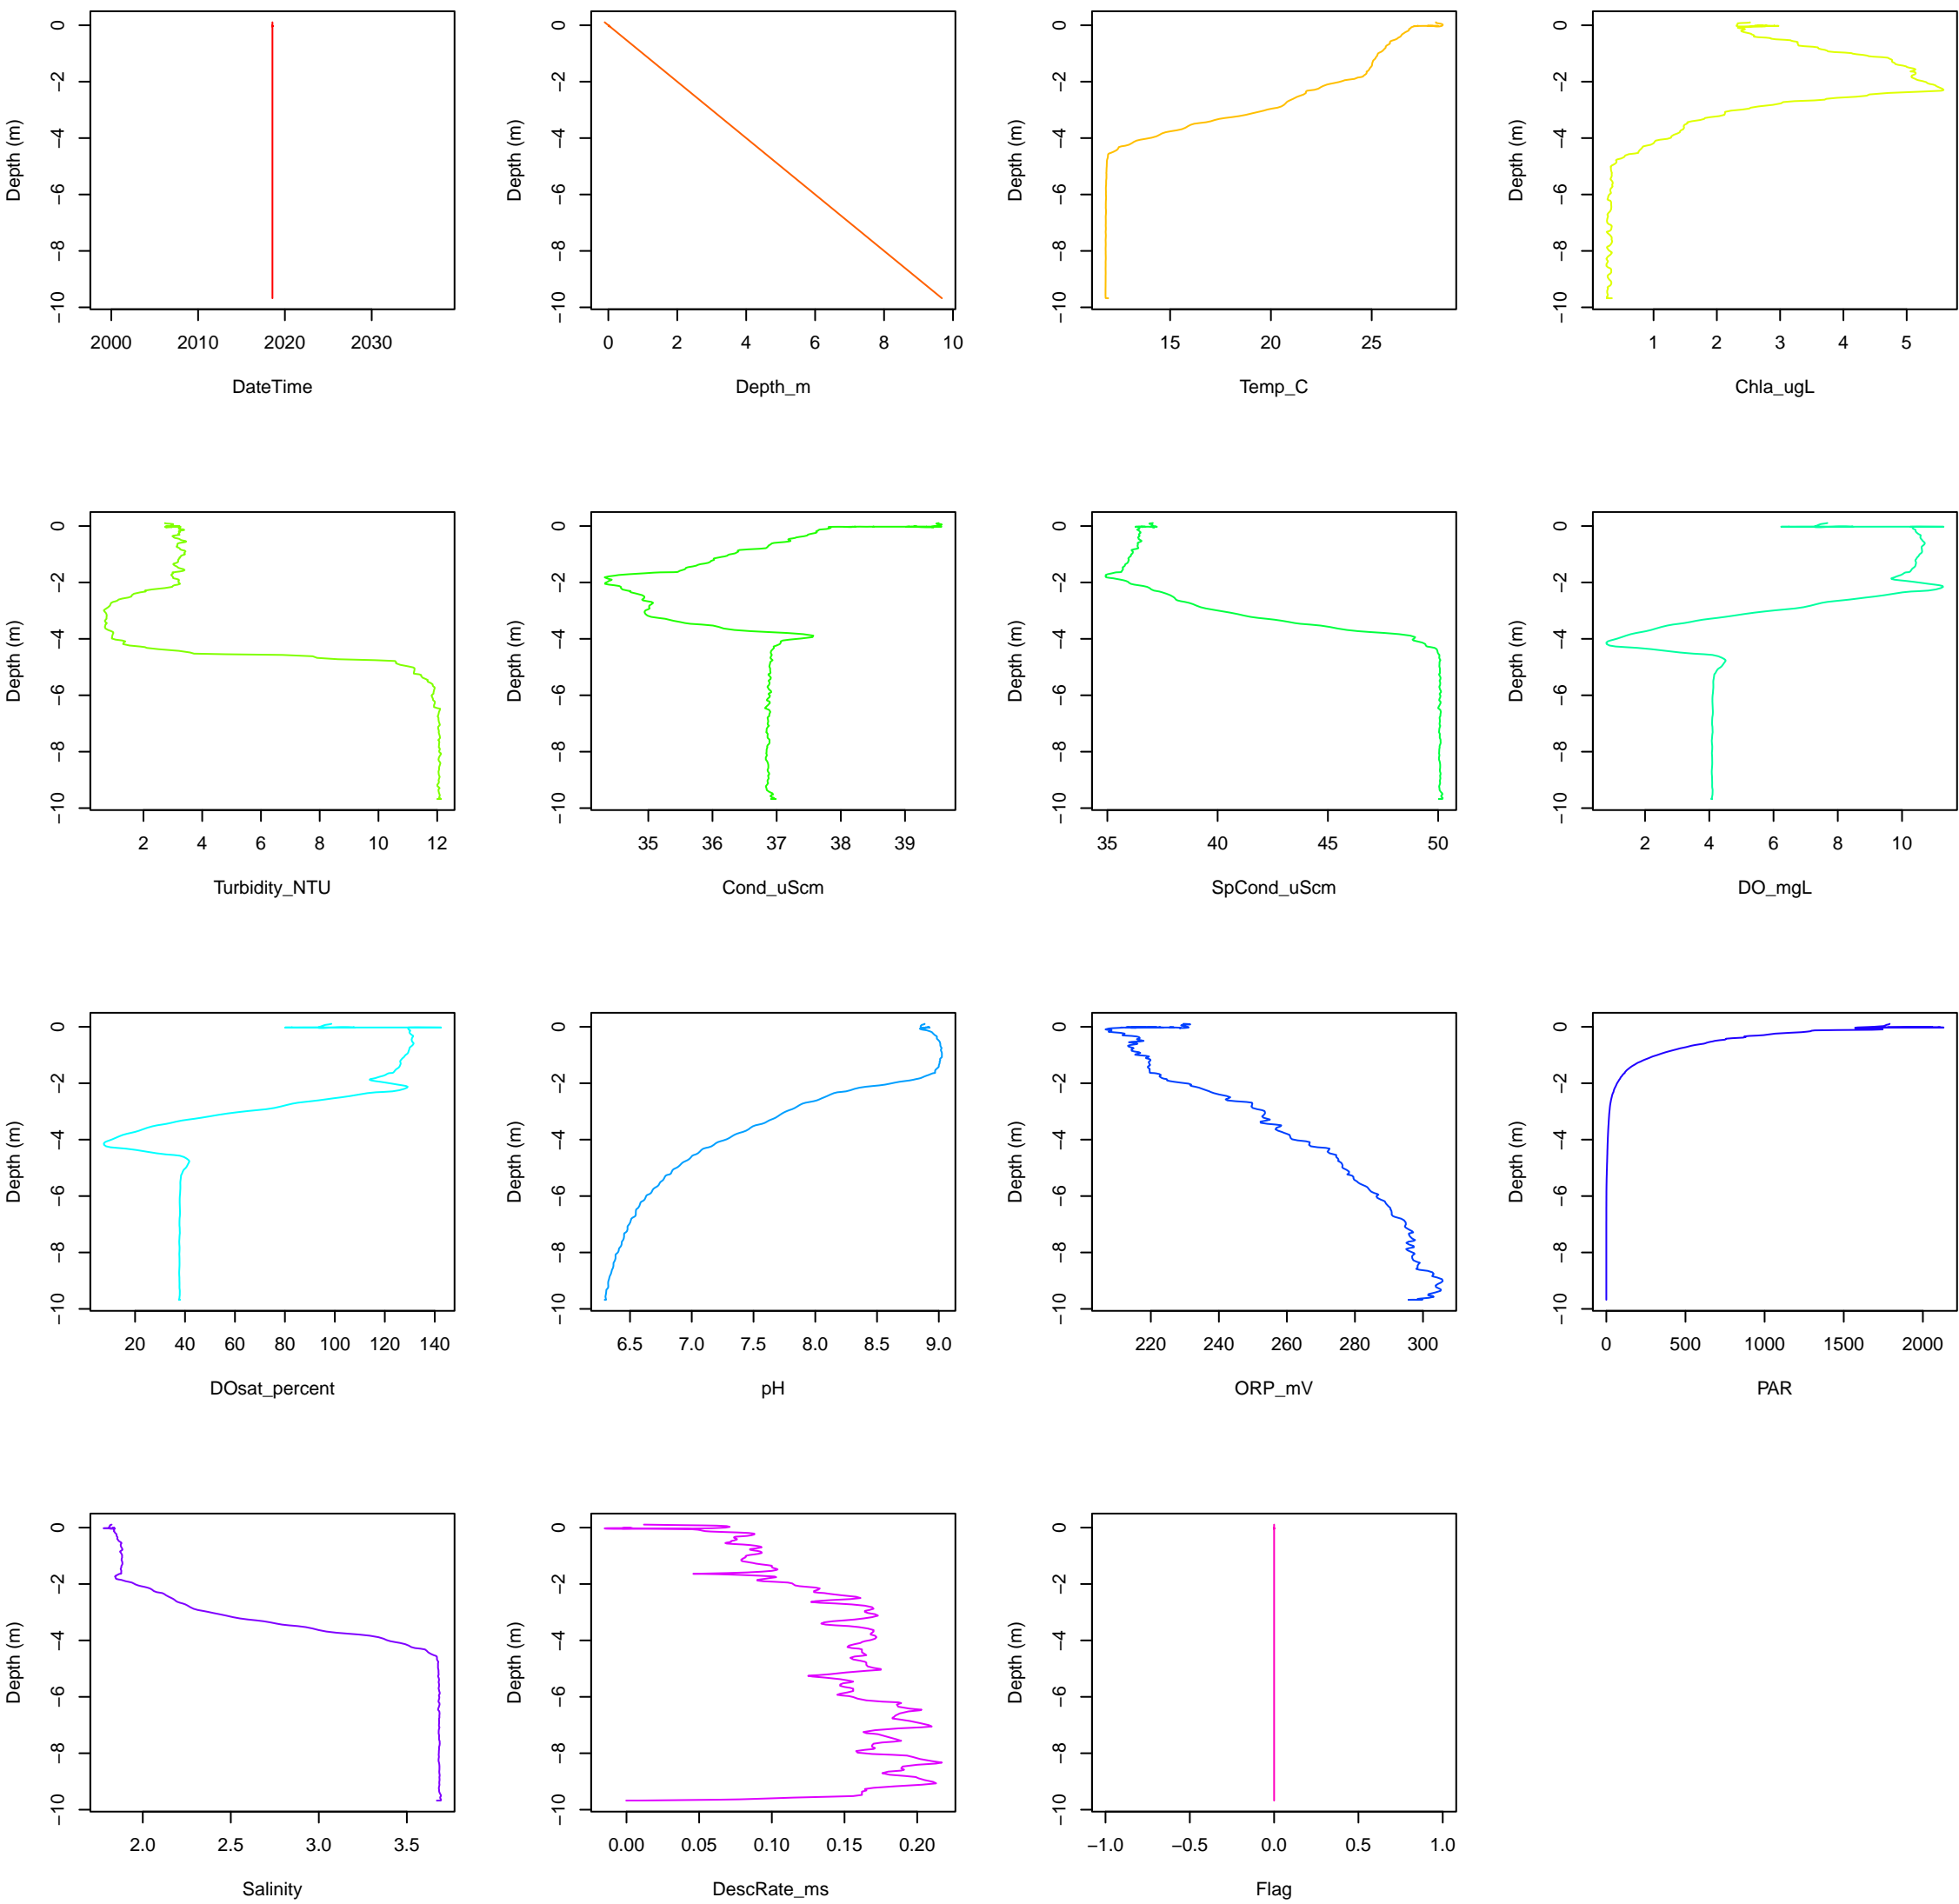 Depth (m)
0
−2
−4
−6
−8
−10
2000 2010 2020 2030
DateTime
Depth (m)
0
−2
−4
−6
−8
−10
0 2 4 6 8 10
Depth_m
Depth (m)
0
−2
−4
−6
−8
−10
15 20 25
Temp_C
Depth (m)
0
−2
−4
−6
−8
−10
1 2 3 4 5
Chla_ugL
Depth (m)
0
−2
−4
−6
−8
−10
2 4 6 8 10 12
Turbidity_NTU
Depth (m)
0
−2
−4
−6
−8
−10
35 36 37 38 39
Cond_uScm
Depth (m)
0
−2
−4
−6
−8
−10
35 40 45 50
SpCond_uScm
Depth (m)
0
−2
−4
−6
−8
−10
2 4 6 8 10
DO_mgL
Depth (m)
0
−2
−4
−6
−8
−10
20 40 60 80 100 120 140
DOsat_percent
Depth (m)
0
−2
−4
−6
−8
−10
6.5 7.0 7.5 8.0 8.5 9.0
pH
Depth (m)
0
−2
−4
−6
−8
−10
220 240 260 280 300
ORP_mV
Depth (m)
0
−2
−4
−6
−8
−10
0 500 1000 1500 2000
PAR
Depth (m)
0
−2
−4
−6
−8
−10
2.0 2.5 3.0 3.5
Salinity
Depth (m)
0
−2
−4
−6
−8
−10
0.00 0.05 0.10 0.15 0.20
DescRate_ms
Depth (m)
0
−2
−4
−6
−8
−10
−1.0 −0.5 0.0 0.5 1.0
Flag